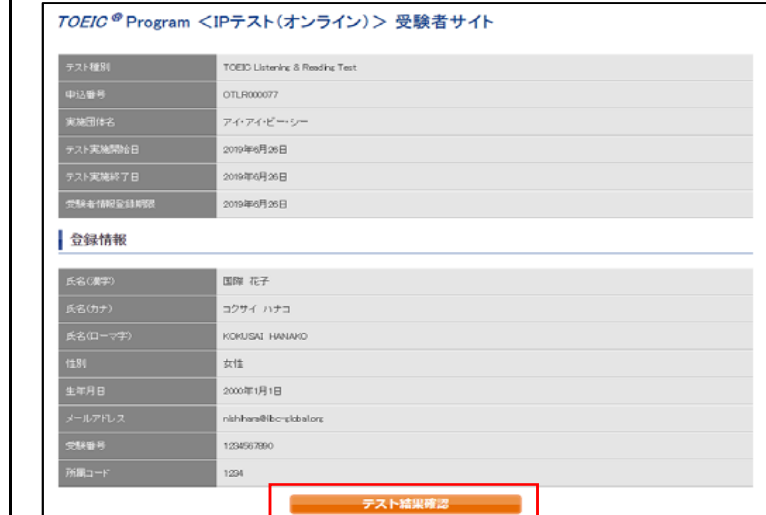 TOEIC® Program ＜IPテスト(オンライン)＞ 受験者サイト
テスト種別 TOEIC Listening & Reading Test
申込番号 OTLR000077
実施団体名 アイ・アイ・ビー・シー
テスト実施開始日 2019年6月26日
テスト実施終了日 2019年6月26日
受験者情報登録期限 2019年6月26日
登録情報
氏名(漢字) 国際 花子
氏名(カナ) コクサイ ハナコ
氏名(ローマ字) KOKUSAI HANAKO
性別 女性
生年月日 2000年1月1日
メールアドレス
受験番号 1234567890
所属コード 1234
テスト結果確認